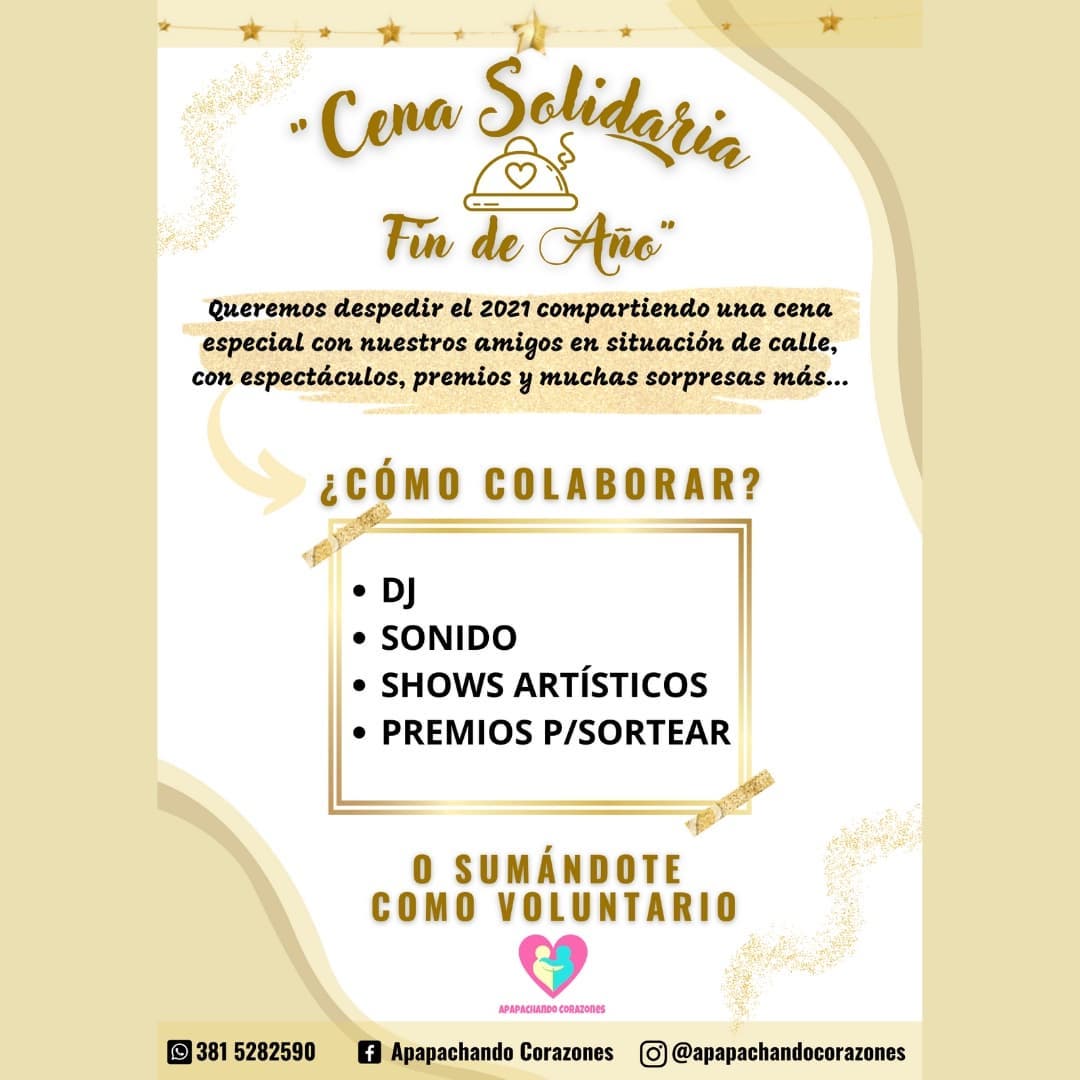 "Cena Solidaria
Fin de Año"
Queremos despedir el 2021 compartiendo una cena
especial con nuestros amigos en situación de calle,
con espectáculos, premios y muchas sorpresas más...
¿CÓMO COLABORAR?
• DJ
• SONIDO
• SHOWS ARTÍSTICOS
• PREMIOS P/SORTEAR
O SUMÁNDOTE
COMO VOLUNTARIO
APAPACHANDO CORAZONES
381 5282590 Apapachando Corazones @apapachandocorazones